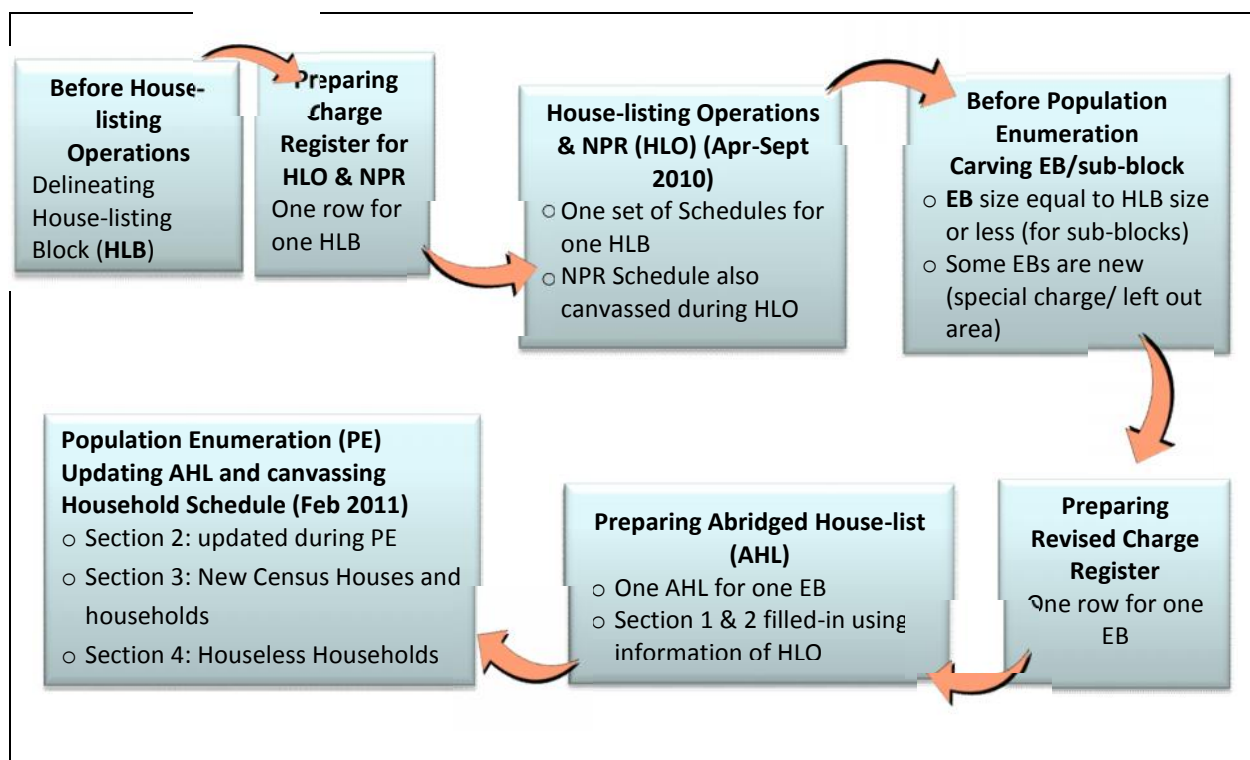 Before House-
listing
Operations
Delineating
House-listing
Block (HLB)
Preparing
Charge
Register for
HLO & NPR
One row for
one HLB
House-listing Operations
& NPR (HLO) (Apr-Sept
2010)
○ One set of Schedules for
one HLB
○ NPR Schedule also
canvassed during HLO
Before Population
Enumeration
Carving EB/sub-block
○ EB size equal to HLB size
or less (for sub-blocks)
○ Some EBs are new
(special charge/ left out
area)
Preparing
Revised Charge
Register
One row for one
EB
Preparing Abridged House-list
(AHL)
○ One AHL for one EB
○ Section 1 & 2 filled-in using
information of HLO
Population Enumeration (PE)
Updating AHL and canvassing
Household Schedule (Feb 2011)
○ Section 2: updated during PE
○ Section 3: New Census Houses and
households
○ Section 4: Houseless Households